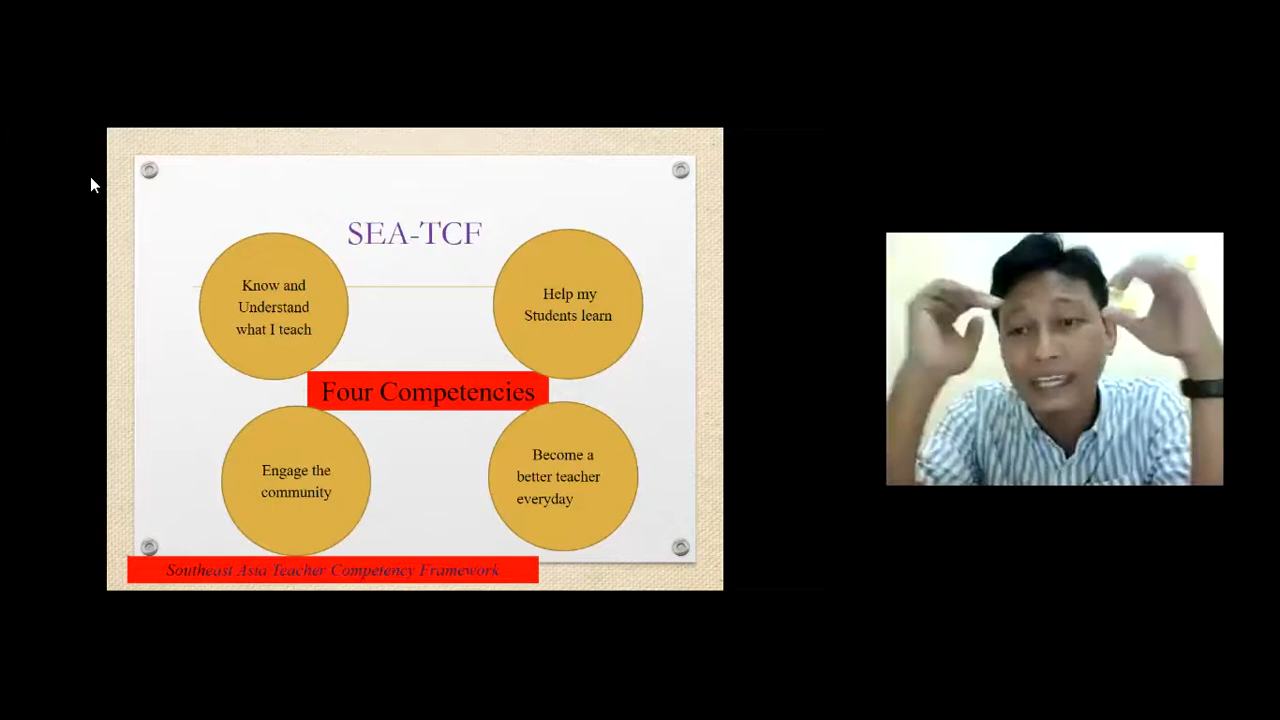 SEA-TCF
Know and
Understand
what I teach
Help my
Students learn
Four Competencies
Engage the
community
Become a
better teacher
everyday
Southeast Asia Teacher Competency Framework